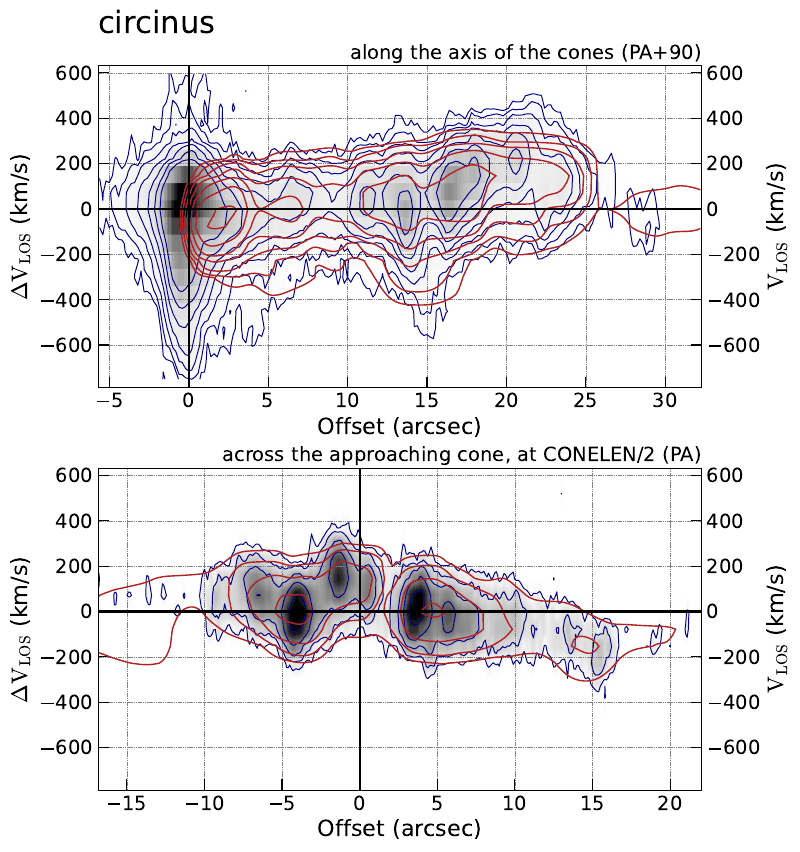 circinus
along the axis of the cones (PA+90)
600 400 200 0 −200 −400 −600
ΔV_LOS (km/s)
600 400 200 0 −200 −400 −600
V_LOS (km/s)
−5 0 5 10 15 20 25 30
Offset (arcsec)
across the approaching cone, at CONELEN/2 (PA)
600 400 200 0 −200 −400 −600
ΔV_LOS (km/s)
600 400 200 0 −200 −400 −600
V_LOS (km/s)
−15 −10 −5 0 5 10 15 20
Offset (arcsec)